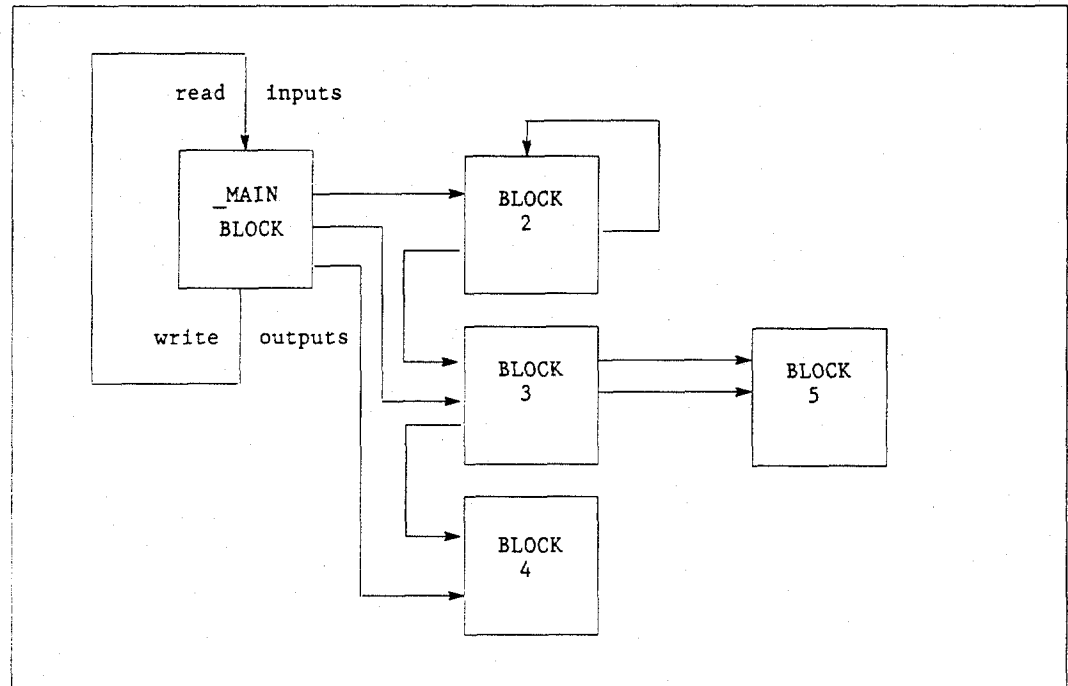 read inputs
_MAIN
BLOCK
write outputs
BLOCK
2
BLOCK
3
BLOCK
5
BLOCK
4